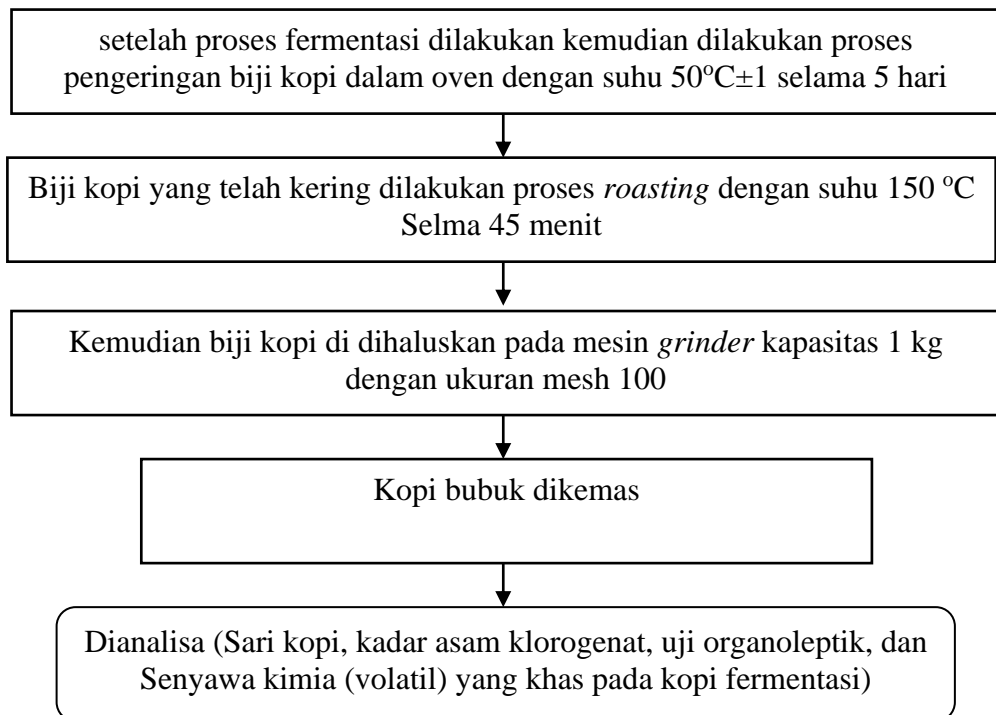 setelah proses fermentasi dilakukan kemudian dilakukan proses
pengeringan biji kopi dalam oven dengan suhu 50ᵒC±1 selama 5 hari
Biji kopi yang telah kering dilakukan proses roasting dengan suhu 150 ᵒC
Selma 45 menit
Kemudian biji kopi di dihaluskan pada mesin grinder kapasitas 1 kg
dengan ukuran mesh 100
Kopi bubuk dikemas
Dianalisa (Sari kopi, kadar asam klorogenat, uji organoleptik, dan
Senyawa kimia (volatil) yang khas pada kopi fermentasi)